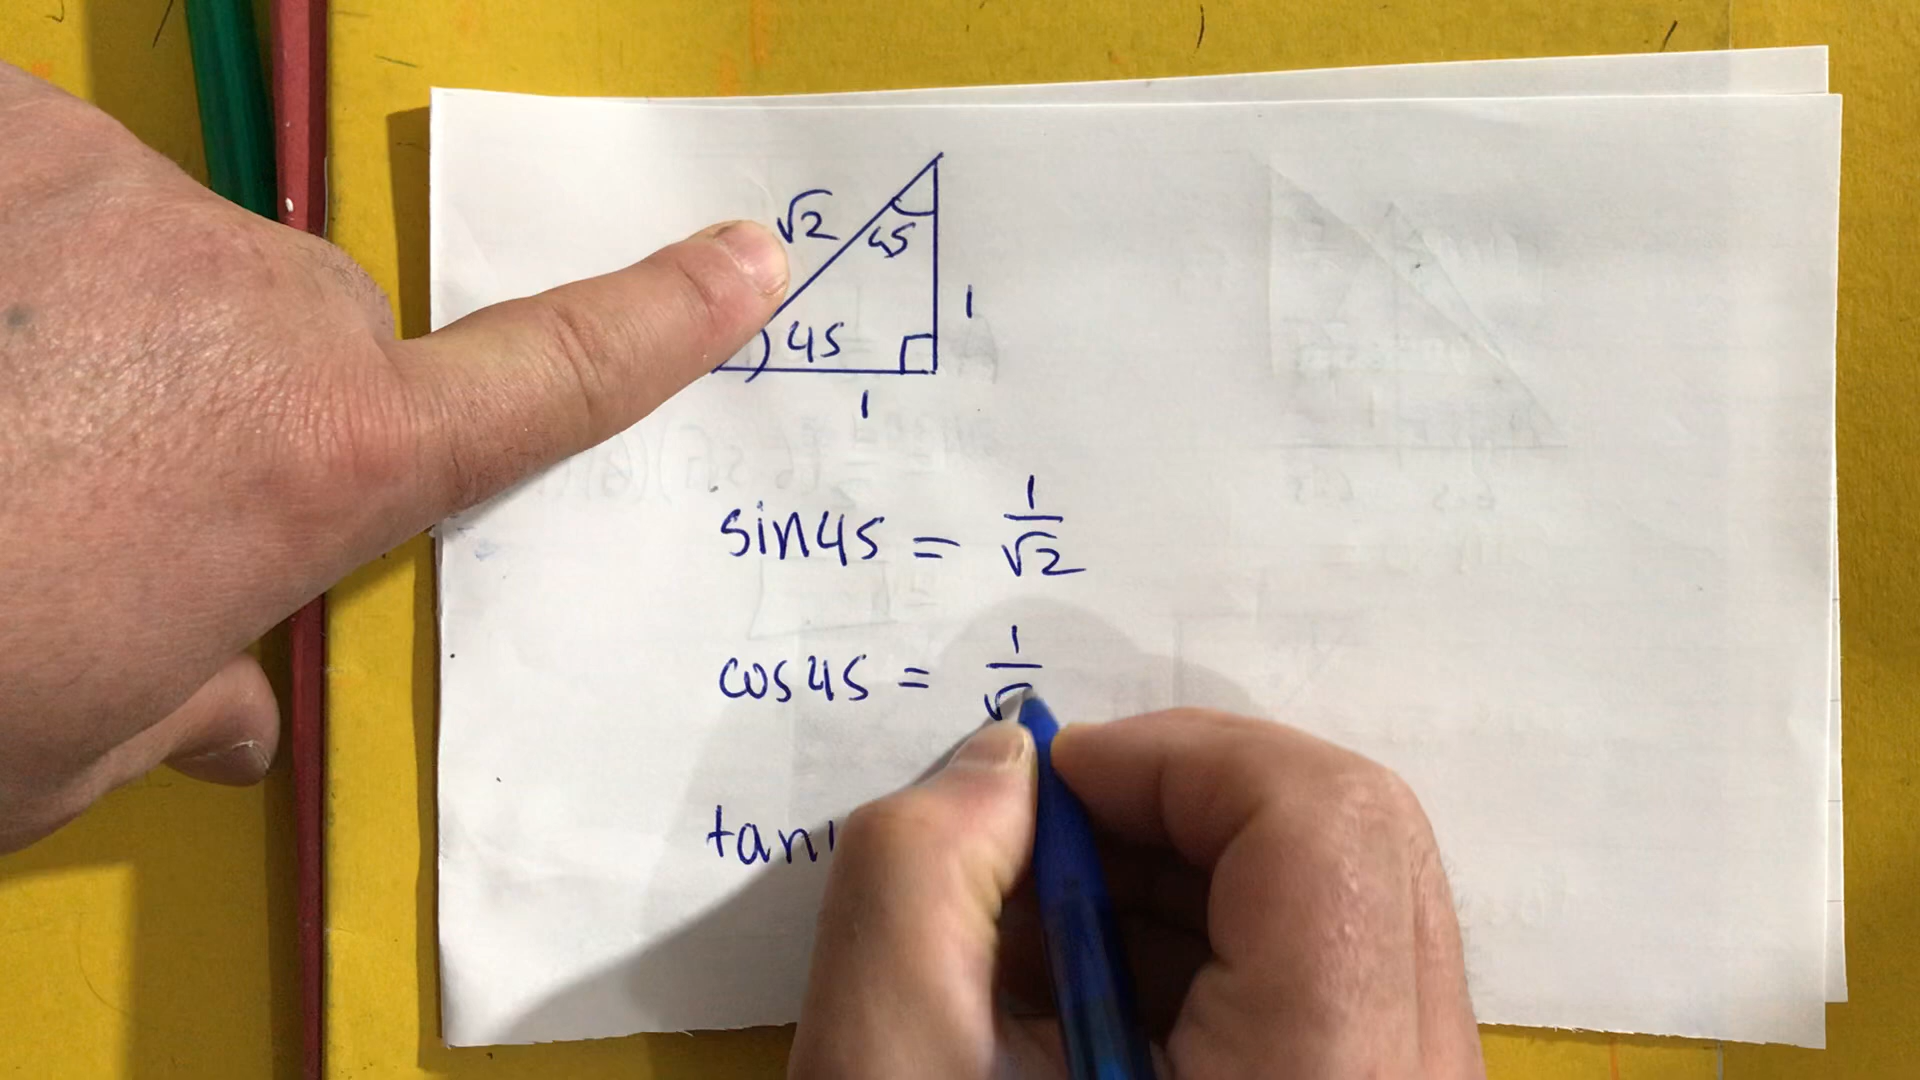 √2
45
1
45
1
sin45 = 1/√2
cos45 = 1/√
tan